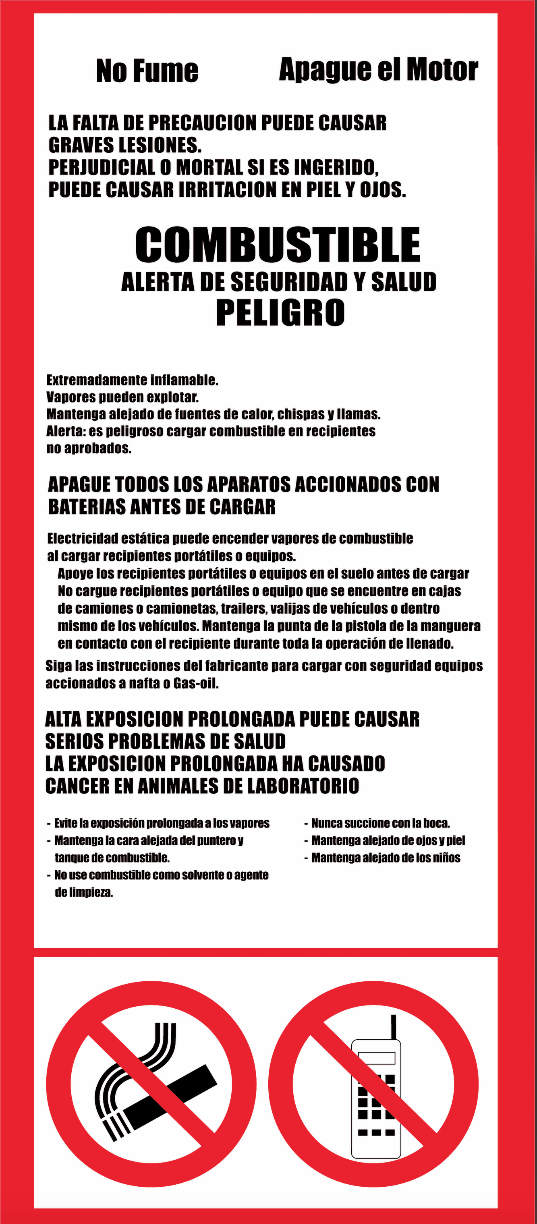 No Fume Apague el Motor
LA FALTA DE PRECAUCION PUEDE CAUSAR
GRAVES LESIONES.
PERJUDICIAL O MORTAL SI ES INGERIDO,
PUEDE CAUSAR IRRITACION EN PIEL Y OJOS.
COMBUSTIBLE
ALERTA DE SEGURIDAD Y SALUD
PELIGRO
Extremadamente inflamable.
Vapores pueden explotar.
Mantenga alejado de fuentes de calor, chispas y llamas.
Alerta: es peligroso cargar combustible en recipientes
no aprobados.
APAGUE TODOS LOS APARATOS ACCIONADOS CON
BATERIAS ANTES DE CARGAR
Electricidad estática puede encender vapores de combustible
al cargar recipientes portátiles o equipos.
Apoye los recipientes portátiles o equipos en el suelo antes de cargar
No cargue recipientes portátiles o equipo que se encuentre en cajas
de camiones o camionetas, trailers, valijas de vehículos o dentro
mismo de los vehículos. Mantenga la punta de la pistola de la manguera
en contacto con el recipiente durante toda la operación de llenado.
Siga las instrucciones del fabricante para cargar con seguridad equipos
accionados a nafta o Gas-oil.
ALTA EXPOSICION PROLONGADA PUEDE CAUSAR
SERIOS PROBLEMAS DE SALUD
LA EXPOSICION PROLONGADA HA CAUSADO
CANCER EN ANIMALES DE LABORATORIO
- Evite la exposición prolongada a los vapores
- Mantenga la cara alejada del puntero y
tanque de combustible.
- No use combustible como solvente o agente
de limpieza.
- Nunca succione con la boca.
- Mantenga alejado de ojos y piel
- Mantenga alejado de los niños